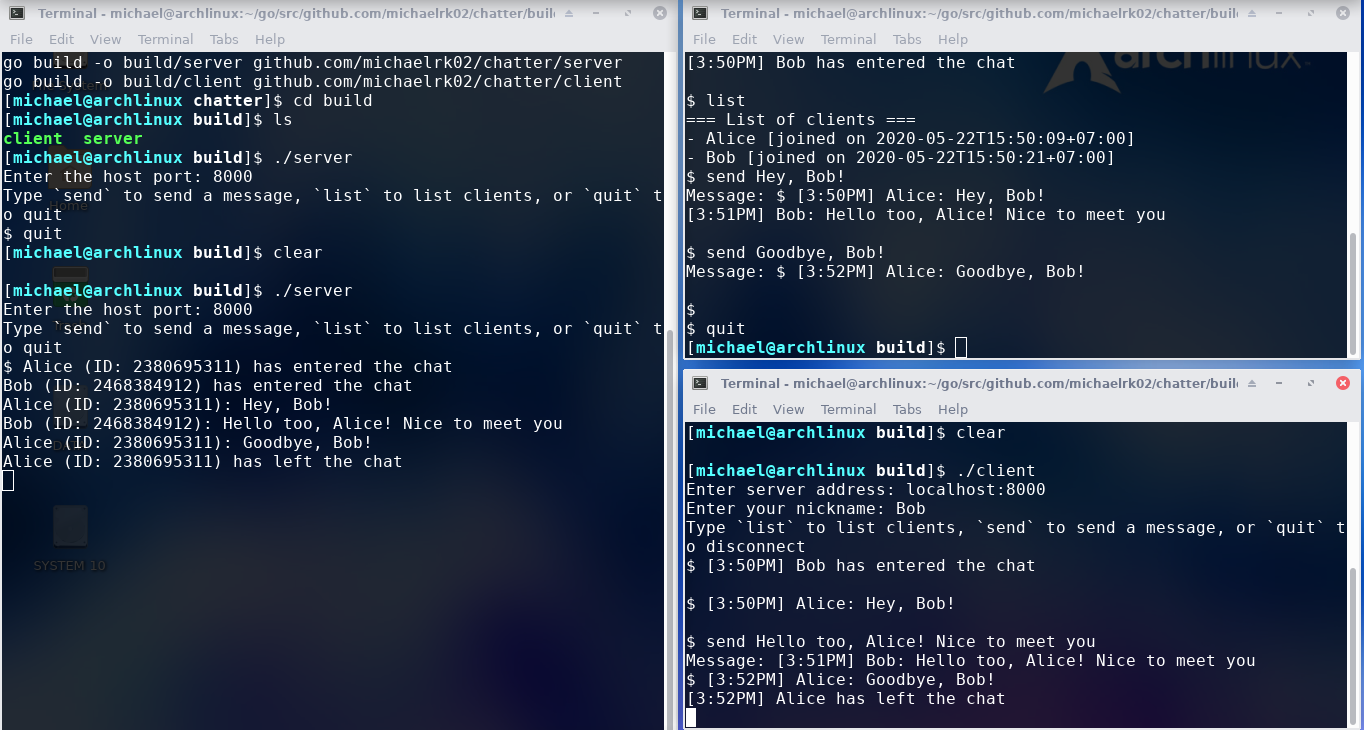 Terminal - michael@archlinux:~/go/src/github.com/michaelrk02/chatter/buil
File Edit View Terminal Tabs Help
go build -o build/server github.com/michaelrk02/chatter/server
go build -o build/client github.com/michaelrk02/chatter/client
[michael@archlinux chatter]$ cd build
[michael@archlinux build]$ ls
client server
[michael@archlinux build]$ ./server
Enter the host port: 8000
Type `send` to send a message, `list` to list clients, or `quit` t
o quit
$ quit
[michael@archlinux build]$ clear
[michael@archlinux build]$ ./server
Enter the host port: 8000
Type `send` to send a message, `list` to list clients, or `quit` t
o quit
$ Alice (ID: 2380695311) has entered the chat
Bob (ID: 2468384912) has entered the chat
Alice (ID: 2380695311): Hey, Bob!
Bob (ID: 2468384912): Hello too, Alice! Nice to meet you
Alice (ID: 2380695311): Goodbye, Bob!
Alice (ID: 2380695311) has left the chat
Home
SYSTEM 10
Terminal - michael@archlinux:~/go/src/github.com/michaelrk02/chatter/buil
File Edit View Terminal Tabs Help
[3:50PM] Bob has entered the chat
$ list
=== List of clients ===
- Alice [joined on 2020-05-22T15:50:09+07:00]
- Bob [joined on 2020-05-22T15:50:21+07:00]
$ send Hey, Bob!
Message: $ [3:50PM] Alice: Hey, Bob!
[3:51PM] Bob: Hello too, Alice! Nice to meet you
$ send Goodbye, Bob!
Message: $ [3:52PM] Alice: Goodbye, Bob!
$
$ quit
[michael@archlinux build]$
Terminal - michael@archlinux:~/go/src/github.com/michaelrk02/chatter/buil
File Edit View Terminal Tabs Help
[michael@archlinux build]$ clear
[michael@archlinux build]$ ./client
Enter server address: localhost:8000
Enter your nickname: Bob
Type `list` to list clients, `send` to send a message, or `quit` t
o disconnect
$ [3:50PM] Bob has entered the chat
$ [3:50PM] Alice: Hey, Bob!
$ send Hello too, Alice! Nice to meet you
Message: [3:51PM] Bob: Hello too, Alice! Nice to meet you
$ [3:52PM] Alice: Goodbye, Bob!
[3:52PM] Alice has left the chat